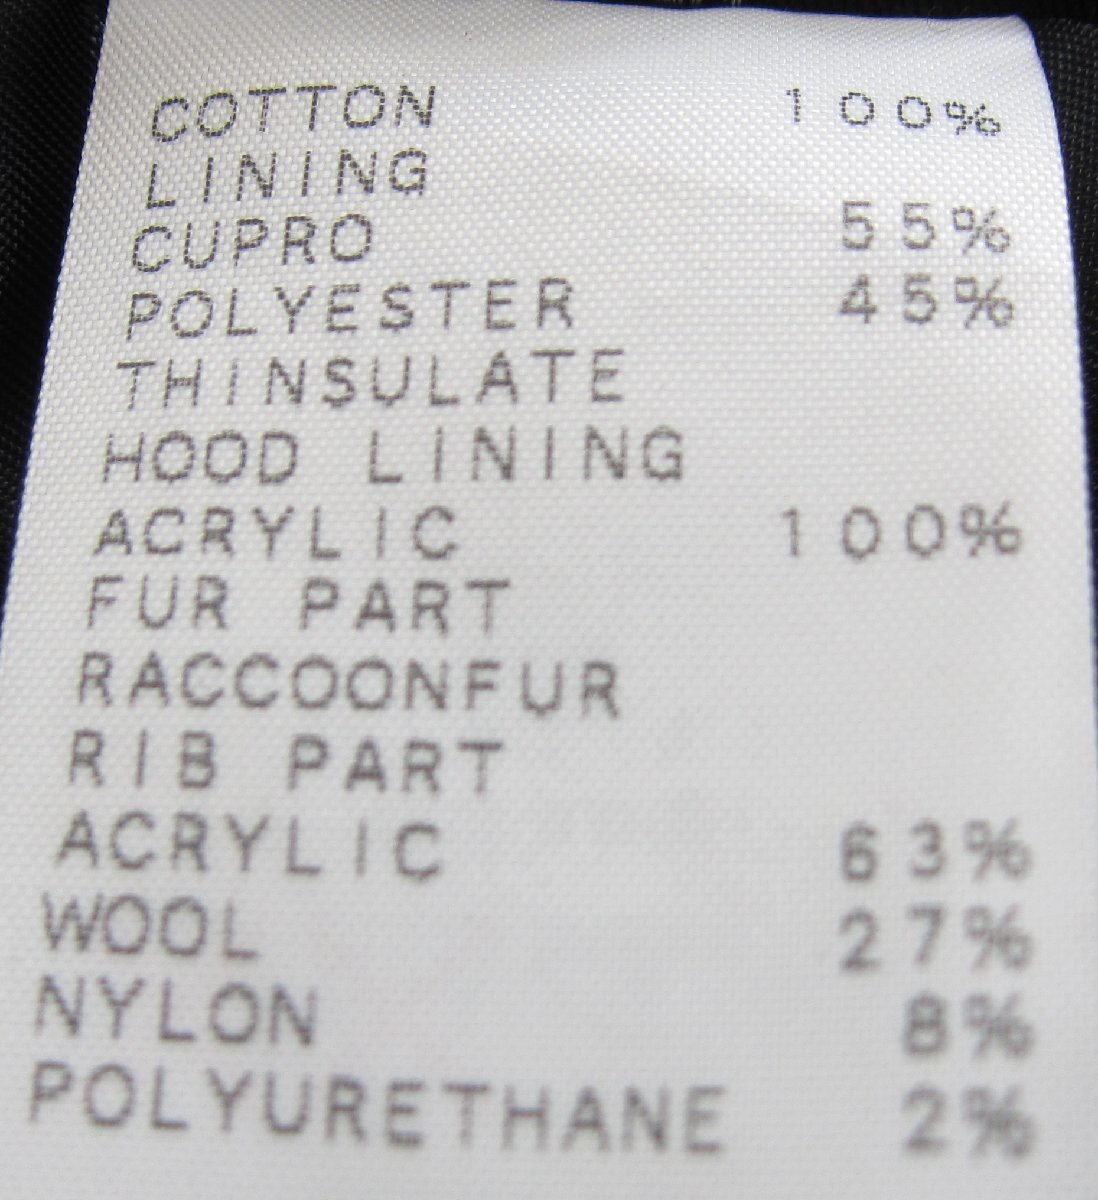 COTTON 100%
LINING
CUPRO 55%
POLYESTER 45%
THINSULATE
HOOD LINING
ACRYLIC 100%
FUR PART
RACCOONFUR
RIB PART
ACRYLIC 63%
WOOL 27%
NYLON 8%
POLYURETHANE 2%